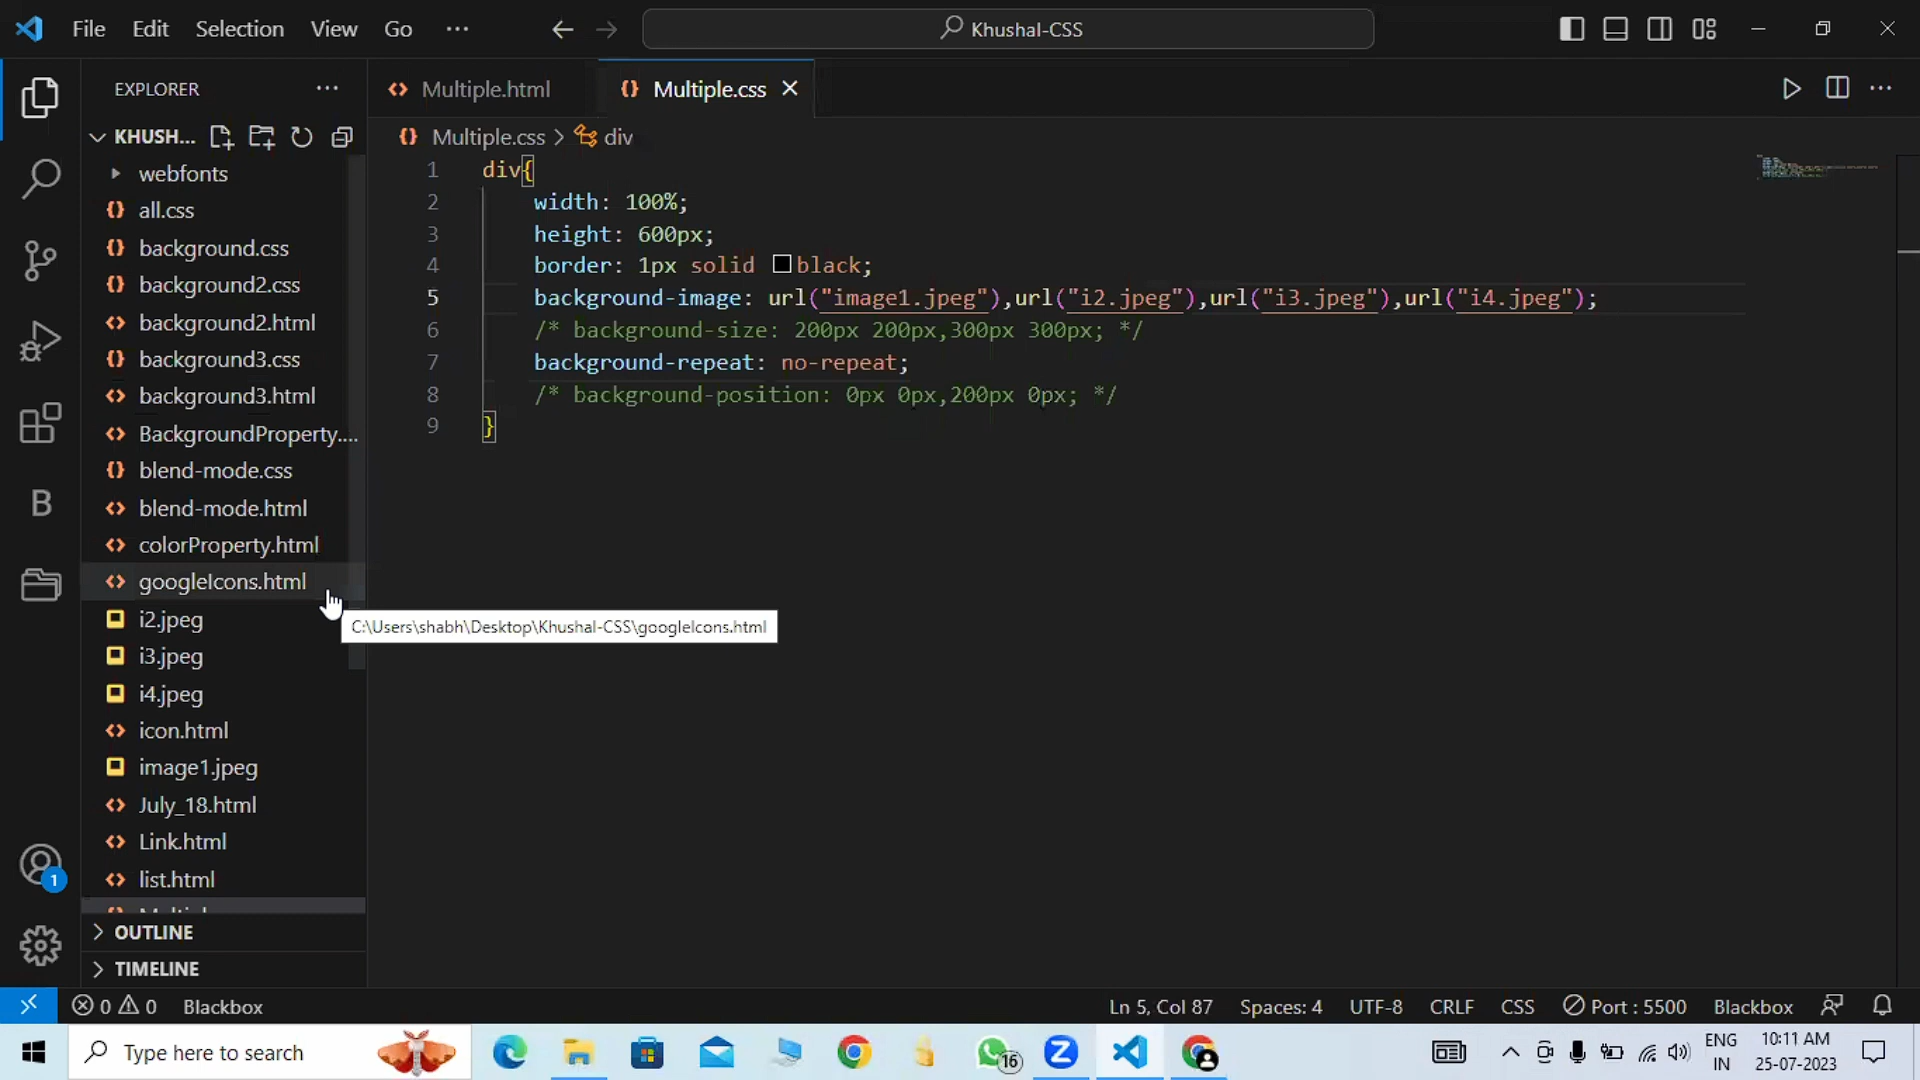 File Edit Selection View Go ···
Khushal-CSS
EXPLORER ···
KHUSH...
webfonts
all.css
background.css
background2.css
background2.html
background3.css
background3.html
BackgroundProperty....
blend-mode.css
blend-mode.html
colorProperty.html
googleIcons.html
i2.jpeg
i3.jpeg
i4.jpeg
icon.html
image1.jpeg
July_18.html
Link.html
list.html
OUTLINE
TIMELINE
B
1
Multiple.html
{} Multiple.css
{} Multiple.css > div
1 div{
2 width: 100%;
3 height: 600px;
4 border: 1px solid black;
5 background-image: url("image1.jpeg"),url("i2.jpeg"),url("i3.jpeg"),url("i4.jpeg");
6 /* background-size: 200px 200px,300px 300px; */
7 background-repeat: no-repeat;
8 /* background-position: 0px 0px,200px 0px; */
9 }
C:\Users\shabh\Desktop\Khushal-CSS\googleIcons.html
0 0 Blackbox
Ln 5, Col 87 Spaces: 4 UTF-8 CRLF CSS Port : 5500 Blackbox
Type here to search
16
Z
ENG
IN
10:11 AM
25-07-2023